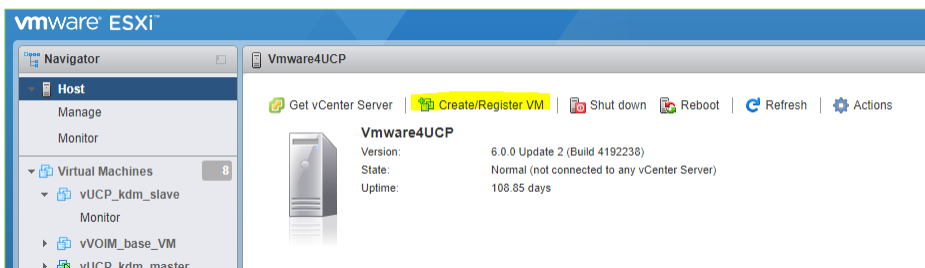 vmware ESXi™
Navigator
Vmware4UCP
Host
Manage
Monitor
Get vCenter Server
Create/Register VM
Shut down
Reboot
Refresh
Actions
Vmware4UCP
Version: 6.0.0 Update 2 (Build 4192238)
State: Normal (not connected to any vCenter Server)
Uptime: 108.85 days
Virtual Machines 8
vUCP_kdm_slave
Monitor
vVOIM_base_VM
vUCP_kdm_master